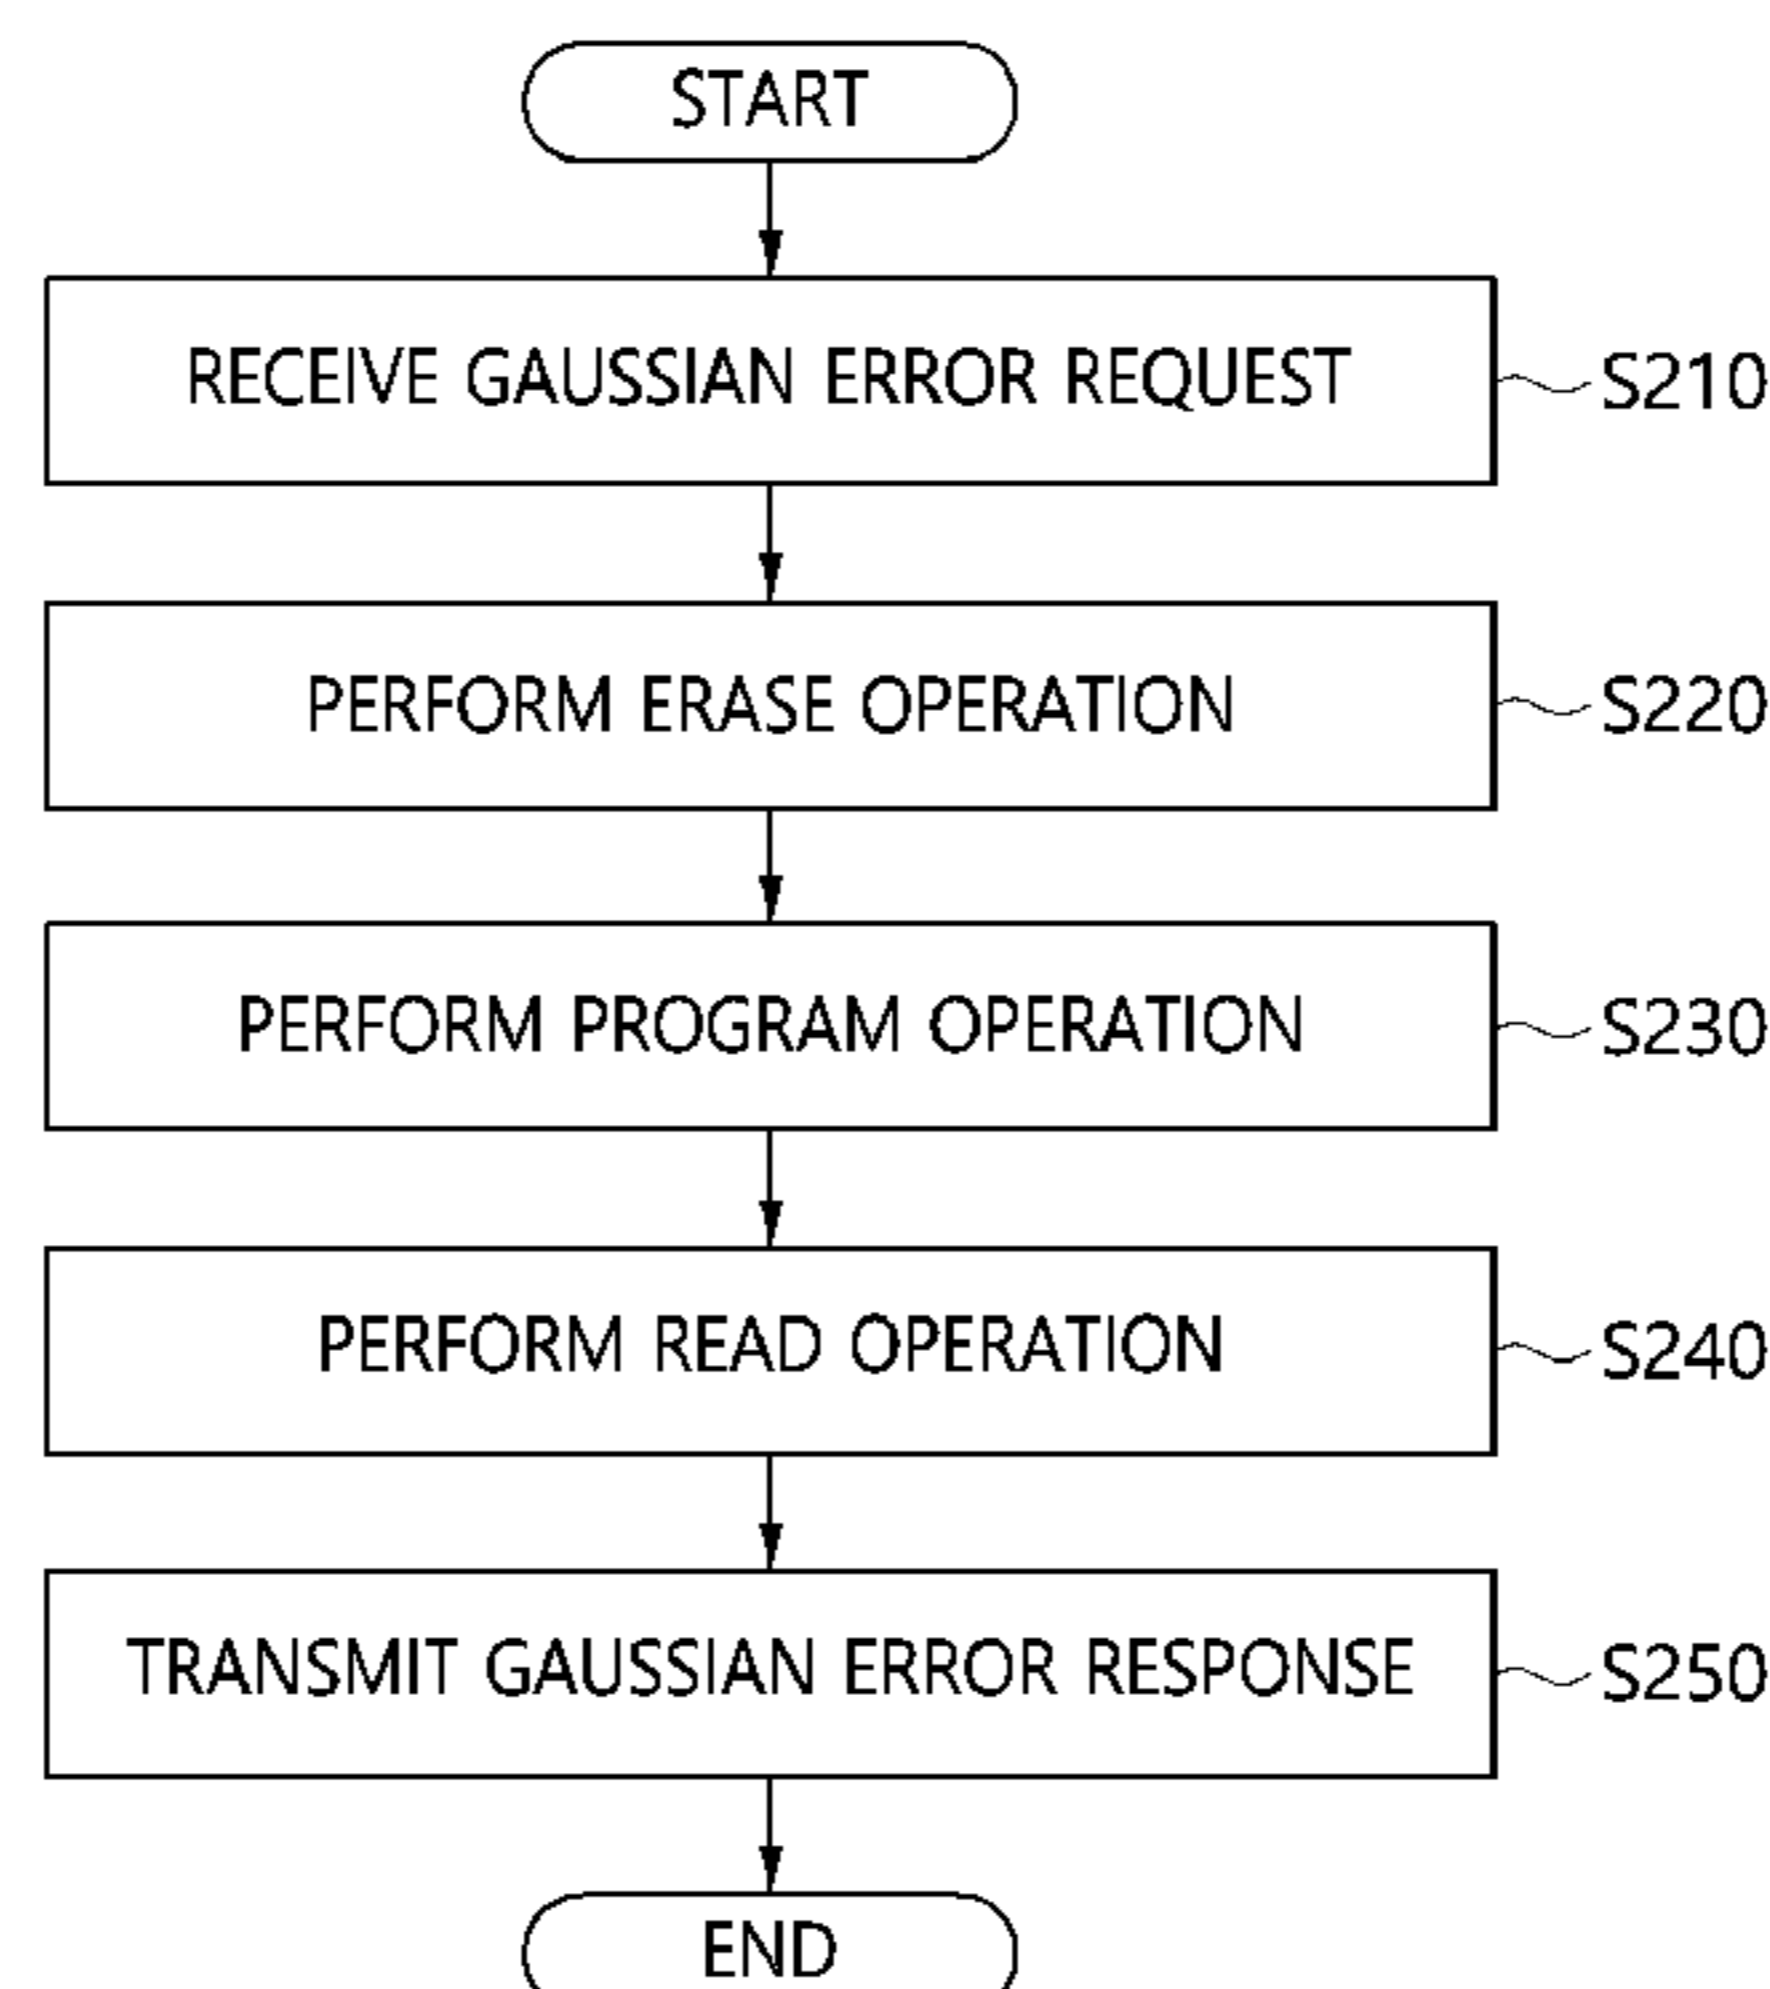 START
RECEIVE GAUSSIAN ERROR REQUEST
S210
PERFORM ERASE OPERATION
S220
PERFORM PROGRAM OPERATION
S230
PERFORM READ OPERATION
S240
TRANSMIT GAUSSIAN ERROR RESPONSE
S250
END